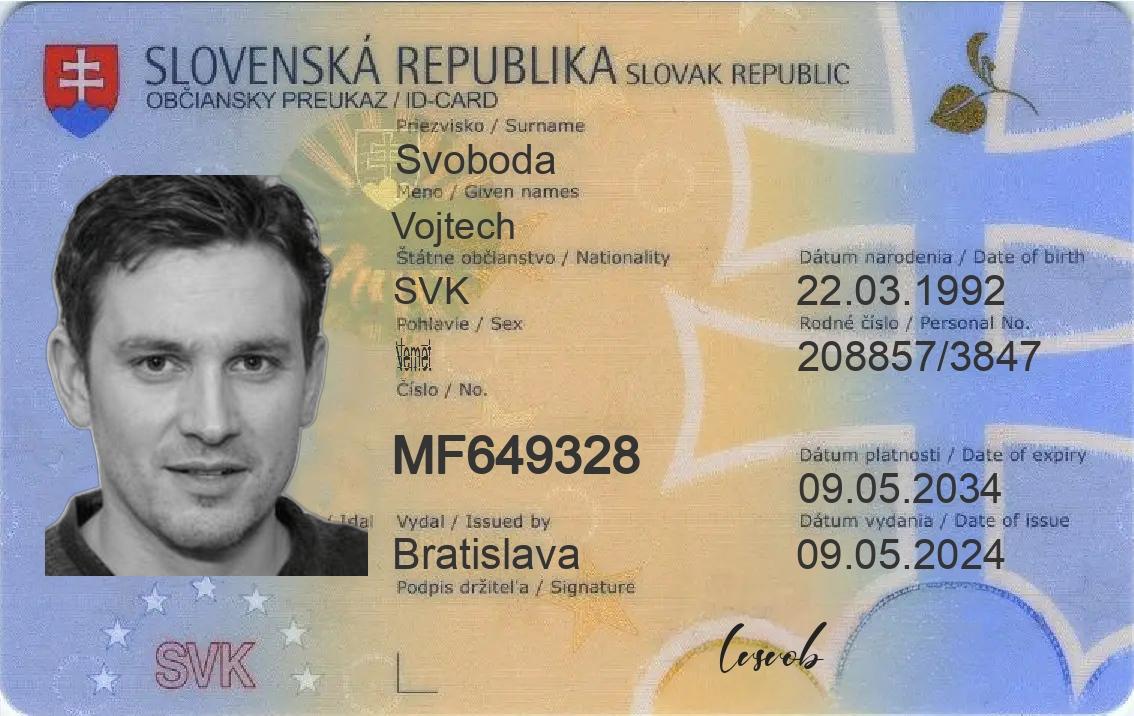 SLOVENSKÁ REPUBLIKA SLOVAK REPUBLIC
OBČIANSKY PREUKAZ / ID-CARD
Priezvisko / Surname
Svoboda
Meno / Given names
Vojtech
Štátne občianstvo / Nationality
SVK
Dátum narodenia / Date of birth
22.03.1992
Pohlavie / Sex
Rodné číslo / Personal No.
208857/3847
Číslo / No.
MF649328
Dátum platnosti / Date of expiry
09.05.2034
Vydal / Issued by
Bratislava
Dátum vydania / Date of issue
09.05.2024
Podpis držiteľa / Signature
SVK